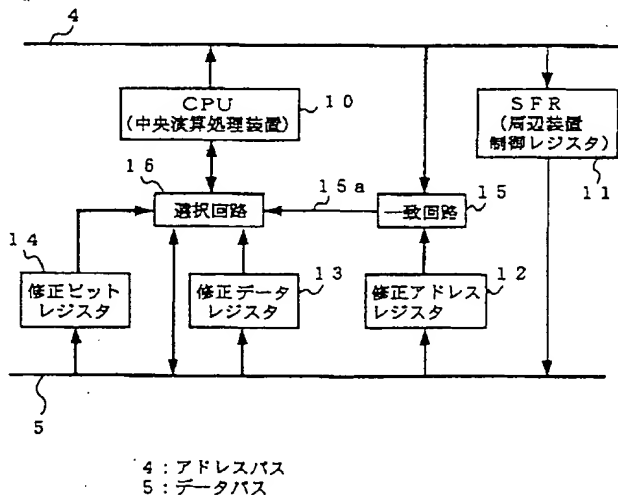 4
CPU
(中央演算処理装置)
10
SFR
(周辺装置
制御レジスタ)
11
16
選択回路
15a
一致回路
15
14
修正ビット
レジスタ
修正データ
レジスタ
13
修正アドレス
レジスタ
12
5
4:アドレスバス
5:データバス